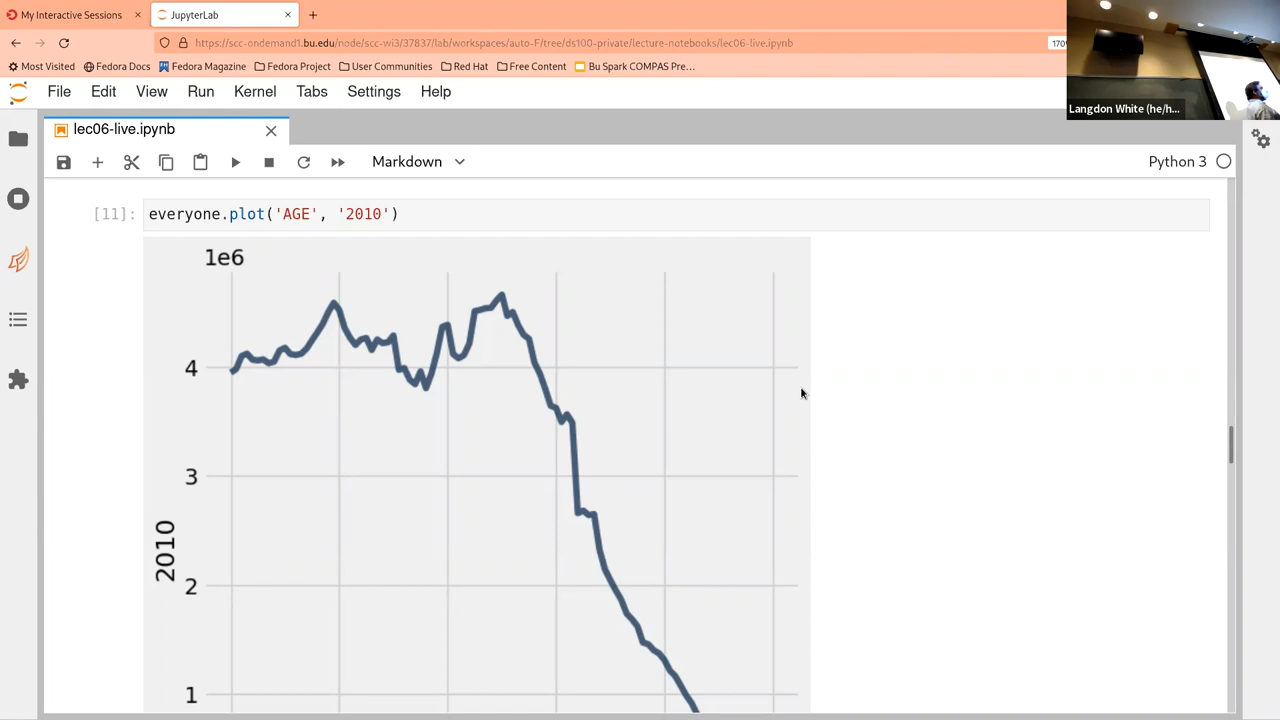 My Interactive Sessions
JupyterLab
https://scc-ondemand1.bu.edu/node/scc-wi3/37837/lab/workspaces/auto-F/tree/ds100-private/lecture-notebooks/lec06-live.ipynb
170%
Most Visited
Fedora Docs
Fedora Magazine
Fedora Project
User Communities
Red Hat
Free Content
Bu Spark COMPAS Pre…
Langdon White (he/h...
File Edit View Run Kernel Tabs Settings Help
lec06-live.ipynb
Markdown
Python 3
[11]:
everyone.plot('AGE', '2010')
1e6
4
3
2010
2
1